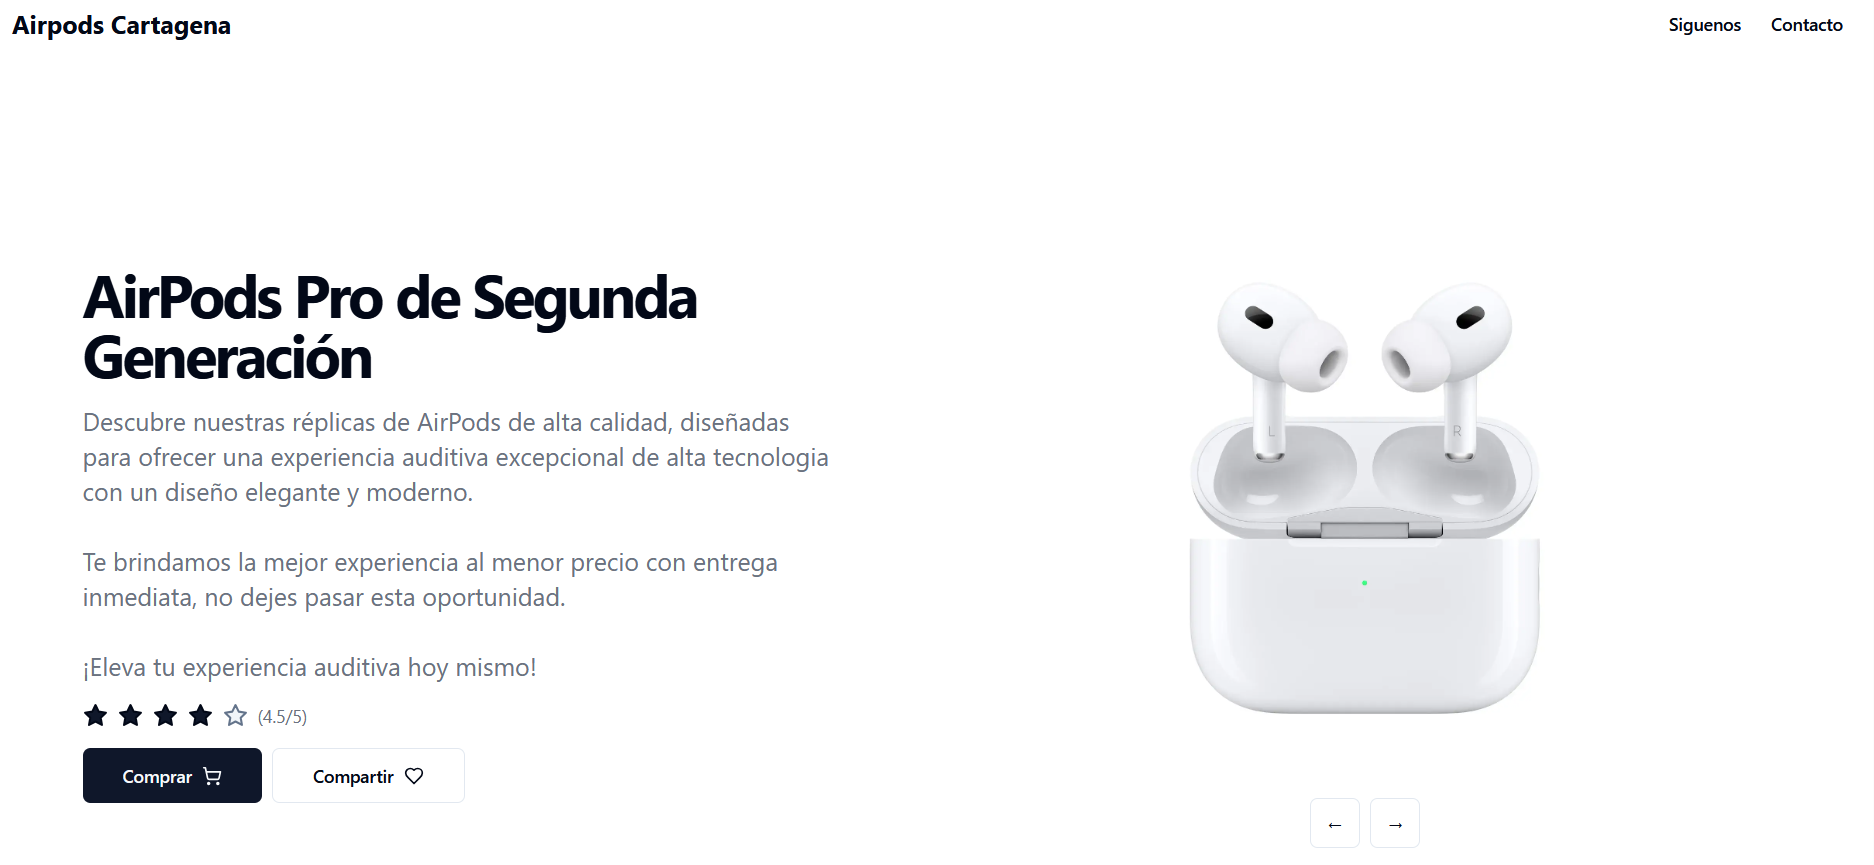 Airpods Cartagena
Siguenos
Contacto
AirPods Pro de Segunda
Generación
Descubre nuestras réplicas de AirPods de alta calidad, diseñadas
para ofrecer una experiencia auditiva excepcional de alta tecnologia
con un diseño elegante y moderno.
Te brindamos la mejor experiencia al menor precio con entrega
inmediata, no dejes pasar esta oportunidad.
¡Eleva tu experiencia auditiva hoy mismo!
(4.5/5)
Comprar
Compartir
L
R
←
→